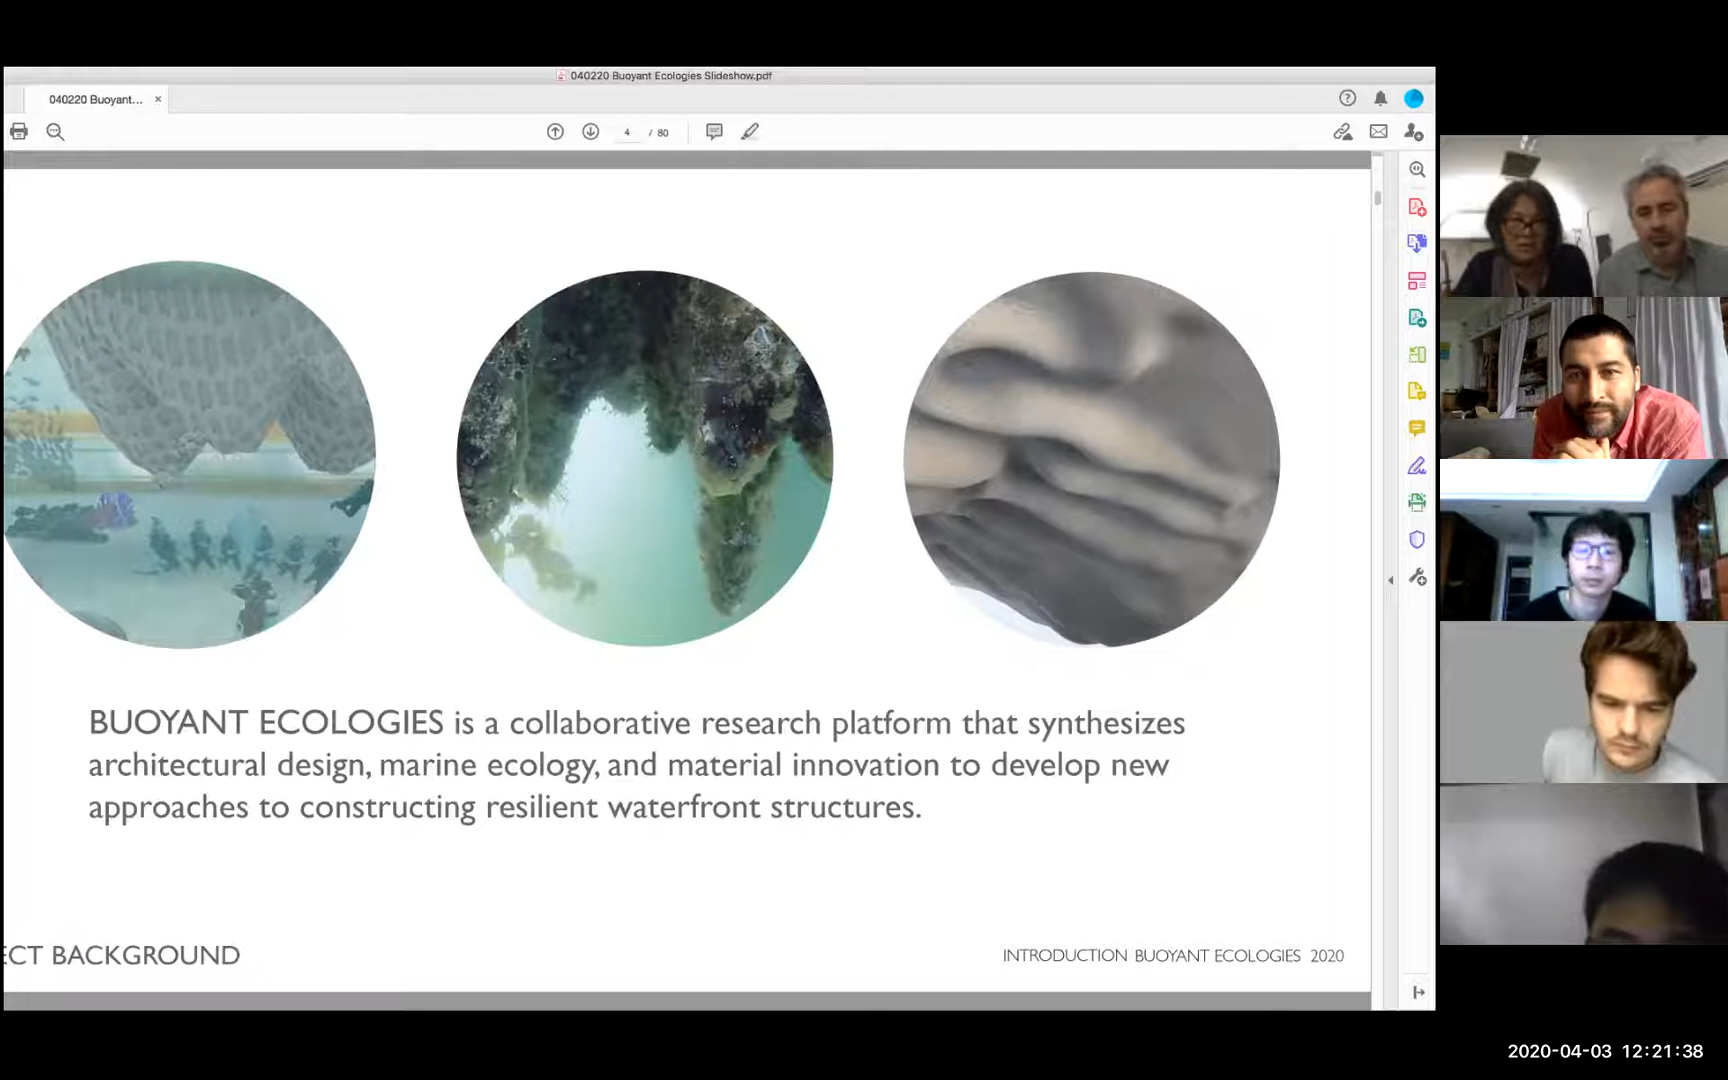 040220 Buoyant Ecologies Slideshow.pdf
040220 Buoyant...
4 / 80
BUOYANT ECOLOGIES is a collaborative research platform that synthesizes
architectural design, marine ecology, and material innovation to develop new
approaches to constructing resilient waterfront structures.
ECT BACKGROUND
INTRODUCTION BUOYANT ECOLOGIES 2020
2020-04-03 12:21:38